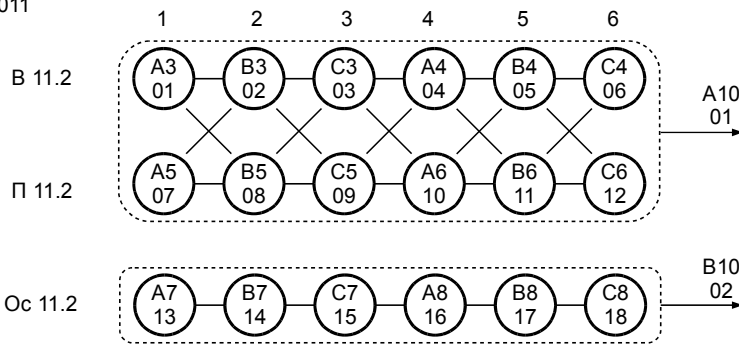 011
1 2 3 4 5 6
В 11.2
A3 B3 C3 A4 B4 C4
01 02 03 04 05 06
A10
01
П 11.2
A5 B5 C5 A6 B6 C6
07 08 09 10 11 12
Ос 11.2
A7 B7 C7 A8 B8 C8
13 14 15 16 17 18
B10
02